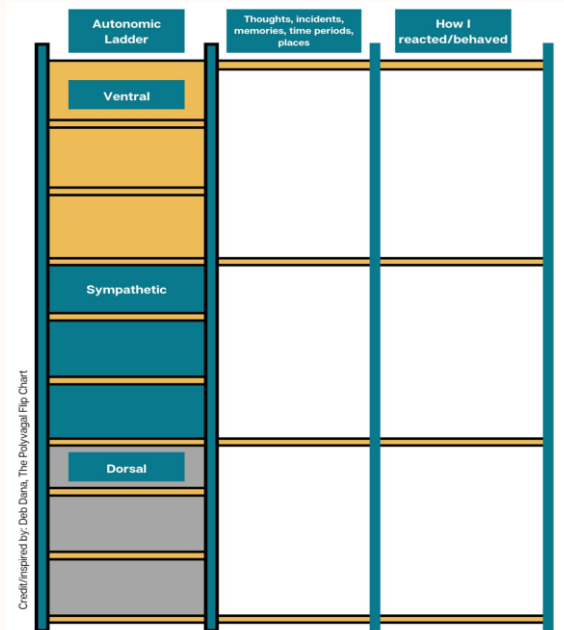 Autonomic
Ladder
Thoughts, incidents,
memories, time periods,
places
How I
reacted/behaved
Ventral
Sympathetic
Dorsal
Credit/inspired by: Deb Dana, The Polyvagal Flip Chart